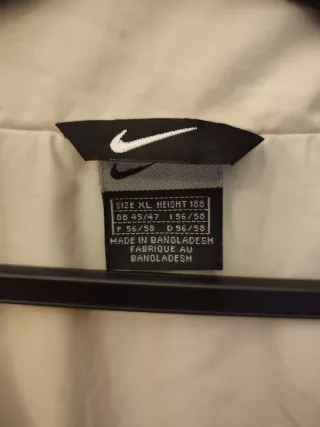 SIZE XL HEIGHT 188
GB 45/47 I 56/58
F 56/58 D 56/58
MADE IN BANGLADESH
FABRIQUE AU
BANGLADESH